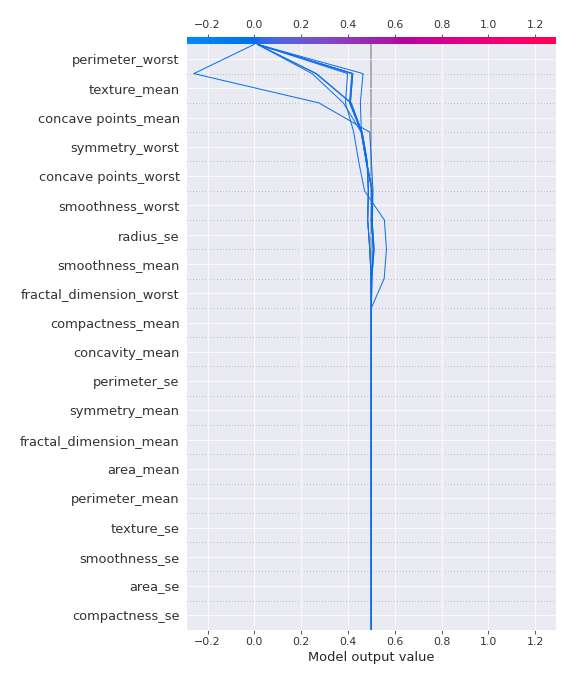 −0.2 0.0 0.2 0.4 0.6 0.8 1.0 1.2
perimeter_worst
texture_mean
concave points_mean
symmetry_worst
concave points_worst
smoothness_worst
radius_se
smoothness_mean
fractal_dimension_worst
compactness_mean
concavity_mean
perimeter_se
symmetry_mean
fractal_dimension_mean
area_mean
perimeter_mean
texture_se
smoothness_se
area_se
compactness_se
−0.2 0.0 0.2 0.4 0.6 0.8 1.0 1.2
Model output value